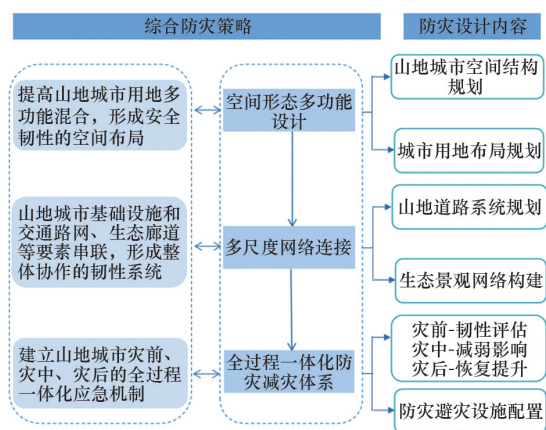 综合防灾策略
防灾设计内容
提高山地城市用地多
功能混合，形成安全
韧性的空间布局
空间形态多功能
设计
山地城市空间结构
规划
城市用地布局规划
山地城市基础设施和
交通路网、生态廊道
等要素串联，形成整
体协作的韧性系统
多尺度网络连接
山地道路系统规划
生态景观网络构建
建立山地城市灾前、
灾中、灾后的全过程
一体化应急机制
全过程一体化防
灾减灾体系
灾前-韧性评估
灾中-减弱影响
灾后-恢复提升
防灾避灾设施配置